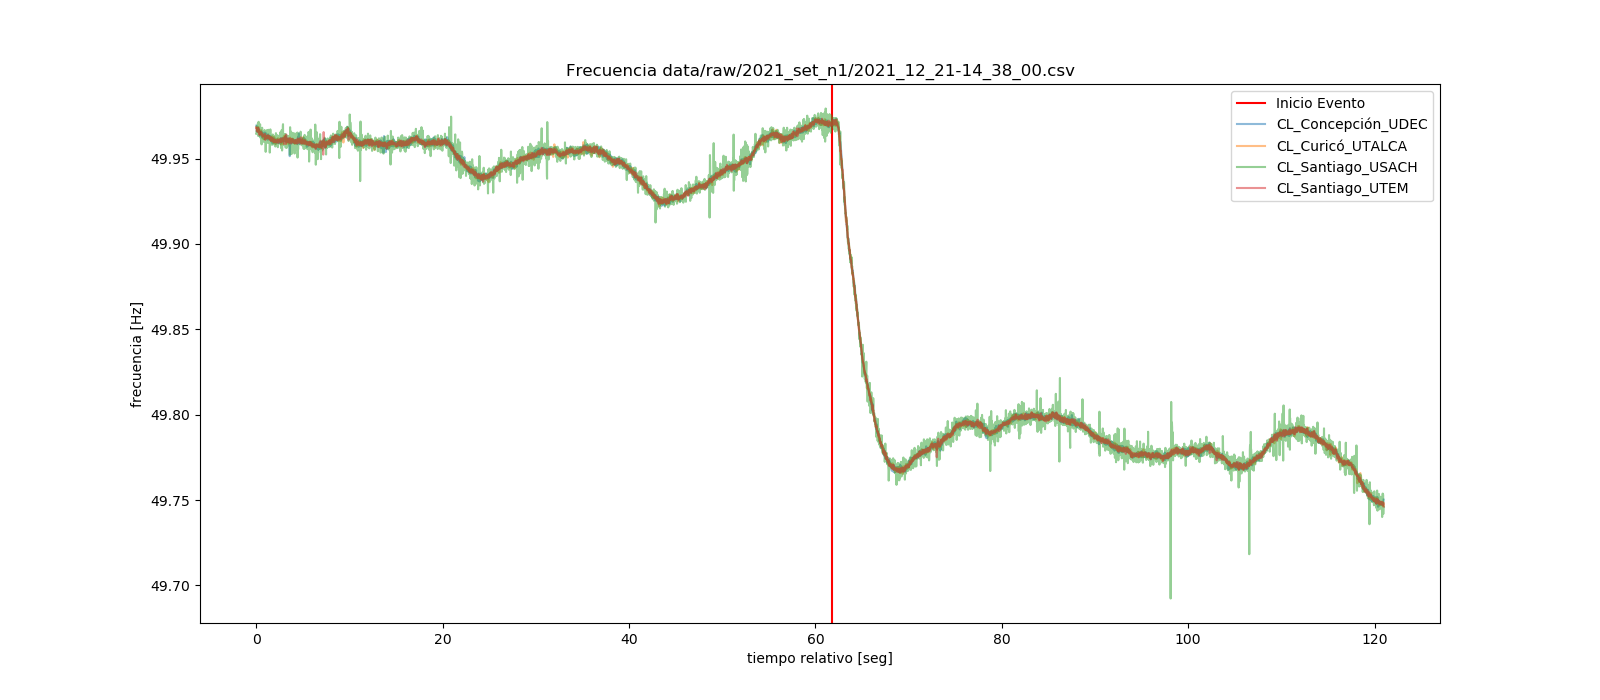 Frecuencia data/raw/2021_set_n1/2021_12_21-14_38_00.csv
Inicio Evento
CL_Concepción_UDEC
CL_Curicó_UTALCA
CL_Santiago_USACH
CL_Santiago_UTEM
frecuencia [Hz]
49.95
49.90
49.85
49.80
49.75
49.70
0 20 40 60 80 100 120
tiempo relativo [seg]